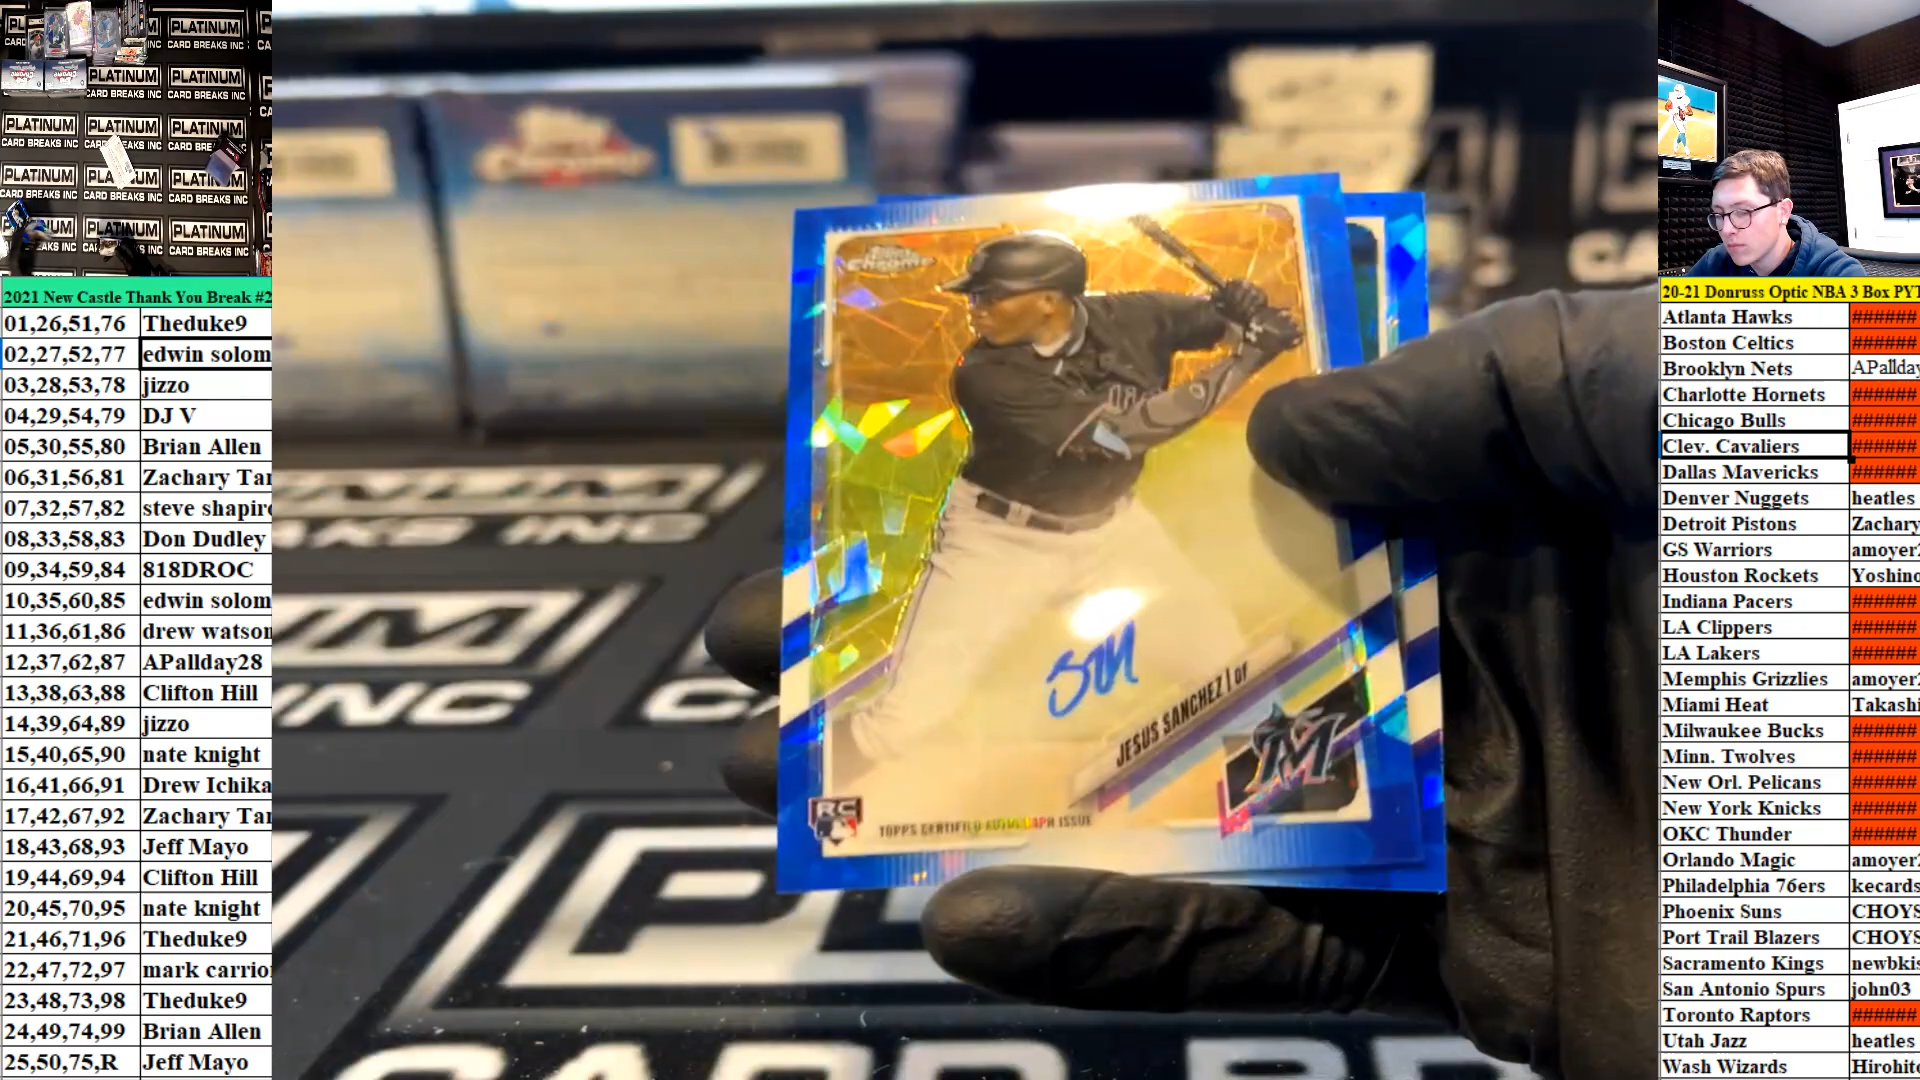 PLATINUM
CARD BREAKS INC
2021 New Castle Thank You Break #2
01,26,51,76 Theduke9
02,27,52,77 edwin solom
03,28,53,78 jizzo
04,29,54,79 DJ V
05,30,55,80 Brian Allen
06,31,56,81 Zachary Tar
07,32,57,82 steve shapiro
08,33,58,83 Don Dudley
09,34,59,84 818DROC
10,35,60,85 edwin solom
11,36,61,86 drew watson
12,37,62,87 APallday28
13,38,63,88 Clifton Hill
14,39,64,89 jizzo
15,40,65,90 nate knight
16,41,66,91 Drew Ichika
17,42,67,92 Zachary Tar
18,43,68,93 Jeff Mayo
19,44,69,94 Clifton Hill
20,45,70,95 nate knight
21,46,71,96 Theduke9
22,47,72,97 mark carrio
23,48,73,98 Theduke9
24,49,74,99 Brian Allen
25,50,75,R Jeff Mayo
Topps
Chrome
JESUS SANCHEZ | OF
M
RC
TOPPS CERTIFIED AUTOGRAPH ISSUE
20-21 Donruss Optic NBA 3 Box PYT
Atlanta Hawks ######
Boston Celtics ######
Brooklyn Nets APallday
Charlotte Hornets ######
Chicago Bulls ######
Clev. Cavaliers ######
Dallas Mavericks ######
Denver Nuggets heatles
Detroit Pistons Zachary
GS Warriors amoyer2
Houston Rockets Yoshino
Indiana Pacers ######
LA Clippers ######
LA Lakers ######
Memphis Grizzlies amoyer2
Miami Heat Takashi
Milwaukee Bucks ######
Minn. Twolves ######
New Orl. Pelicans ######
New York Knicks ######
OKC Thunder ######
Orlando Magic amoyer2
Philadelphia 76ers kecards
Phoenix Suns CHOYS
Port Trail Blazers CHOYS
Sacramento Kings newbkis
San Antonio Spurs john03
Toronto Raptors ######
Utah Jazz heatles
Wash Wizards Hirohito